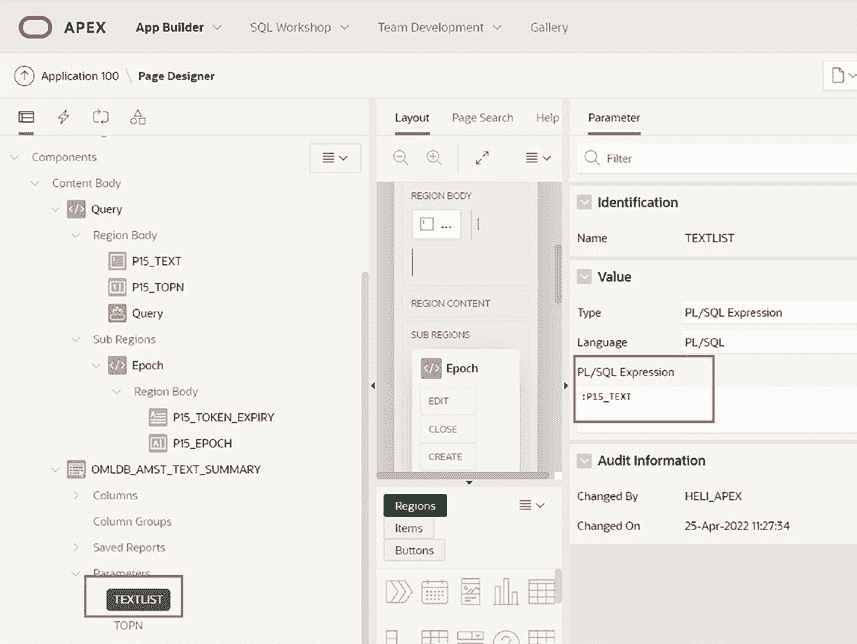 APEX App Builder SQL Workshop Team Development Gallery
Application 100 \ Page Designer
Components
Content Body
Query
Region Body
P15_TEXT
P15_TOPN
Query
Sub Regions
Epoch
Region Body
P15_TOKEN_EXPIRY
P15_EPOCH
OMLDB_AMST_TEXT_SUMMARY
Columns
Column Groups
Saved Reports
Parameters
TEXTLIST
TOPN
Layout Page Search Help
REGION BODY
...
REGION CONTENT
SUB REGIONS
Epoch
EDIT
CLOSE
CREATE
Regions
Items
Buttons
Parameter
Filter
Identification
Name TEXTLIST
Value
Type PL/SQL Expression
Language PL/SQL
PL/SQL Expression
:P15_TEXT
Audit Information
Changed By HELI_APEX
Changed On 25-Apr-2022 11:27:34